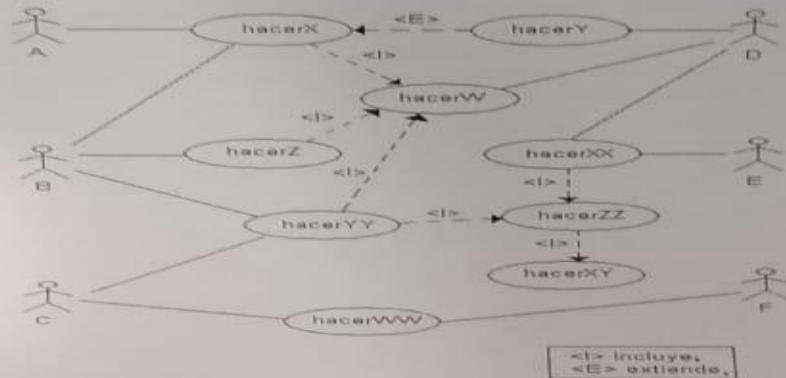 <E>
hacerX
hacerY
A
<I>
D
hacerW
<I>
hacerZ
hacerXX
B
<I>
<I>
E
hacerYY
<I>
hacerZZ
<I>
hacerXY
C
hacerWW
F
<I> incluye,
<E> extiende,